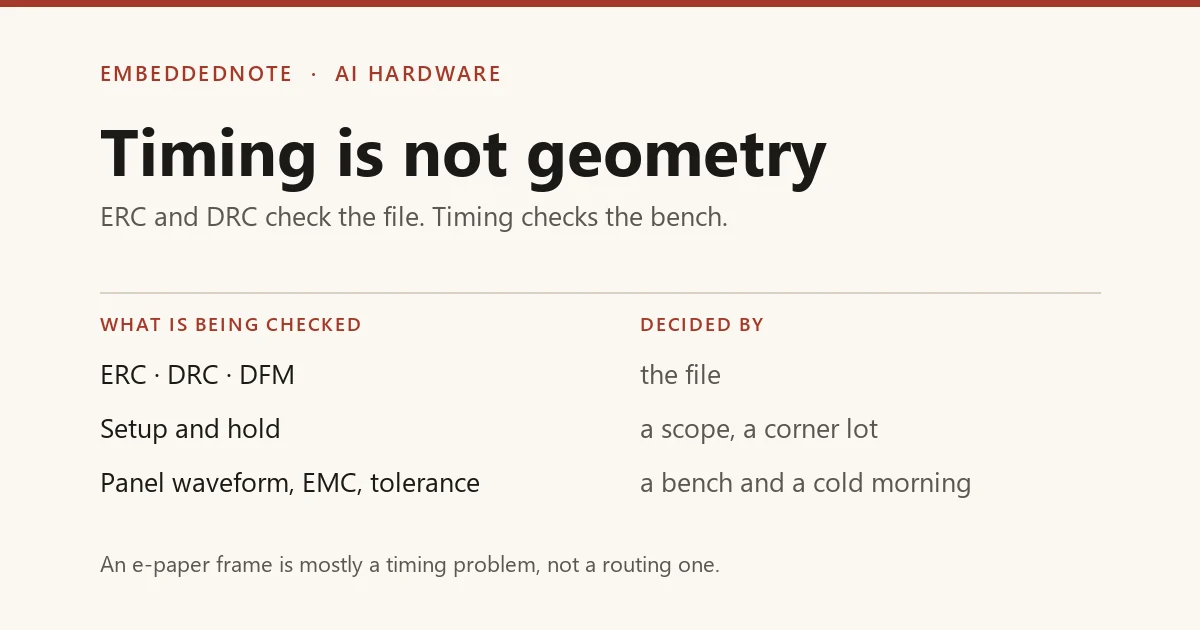 EMBEDDEDNOTE · AI HARDWARE
Timing is not geometry
ERC and DRC check the file. Timing checks the bench.
WHAT IS BEING CHECKED DECIDED BY
ERC · DRC · DFM the file
Setup and hold a scope, a corner lot
Panel waveform, EMC, tolerance a bench and a cold morning
An e-paper frame is mostly a timing problem, not a routing one.